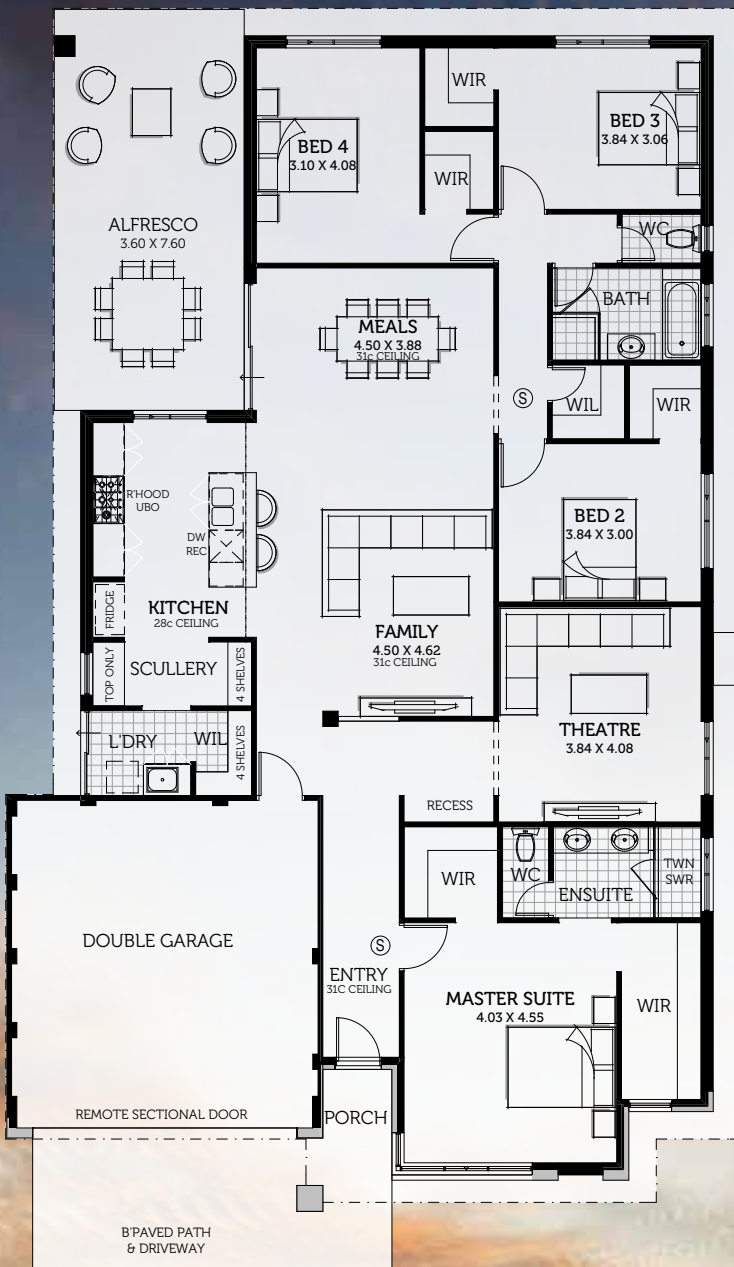 WIR
BED 3
3.84 X 3.06
BED 4
3.10 X 4.08
WIR
ALFRESCO
3.60 X 7.60
WC
BATH
MEALS
4.50 X 3.88
31c CEILING
S
WIL
WIR
R'HOOD
UBO
DW
REC
BED 2
3.84 X 3.00
FRIDGE
KITCHEN
28c CEILING
FAMILY
4.50 X 4.62
31c CEILING
TOP ONLY
SCULLERY
4 SHELVES
THEATRE
3.84 X 4.08
L'DRY
WIL
4 SHELVES
RECESS
WIR
WC
ENSUITE
TWN
SWR
DOUBLE GARAGE
S
ENTRY
31C CEILING
MASTER SUITE
4.03 X 4.55
WIR
REMOTE SECTIONAL DOOR
PORCH
B'PAVED PATH
& DRIVEWAY